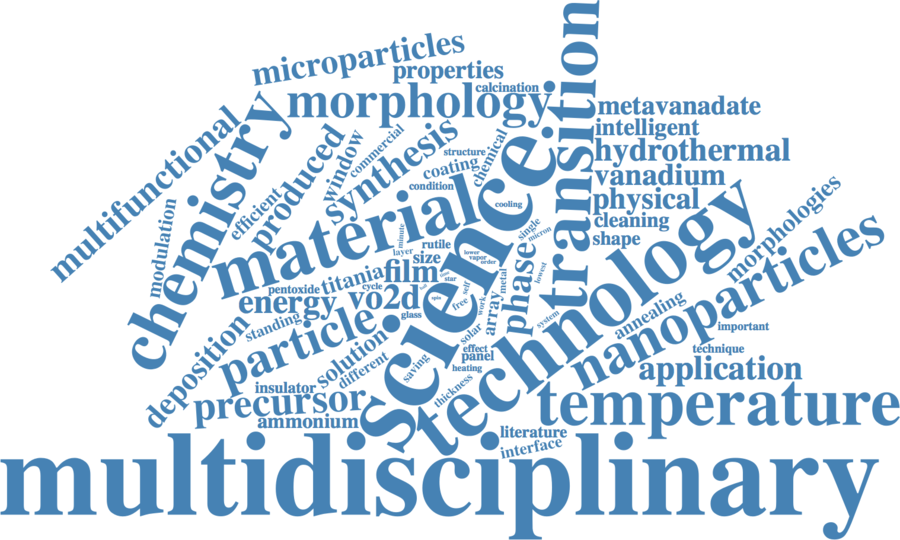 transition
microparticles
properties
calcination
morphology
metavanadate
intelligent
multifunctional
chemistry
produced
window
commercial
synthesis
structure
chemical
science
hydrothermal
coating
condition
vanadium
physical
modulation
efficient
material
cooling
cleaning
shape
morphologies
technology
nanoparticles
single
micron
minute
rutile
layer
size
lower
vapor
order
film
titania
star
metal
phase
lowest
pentoxide
cycle
self
energy
vo2d
spin
free
work
array
glass
system
annealing
important
standing
deposition
particle
solution
different
solar
effect
panel
technique
saving
heating
application
insulator
thickness
precursor
temperature
ammonium
literature
interface
multidisciplinary